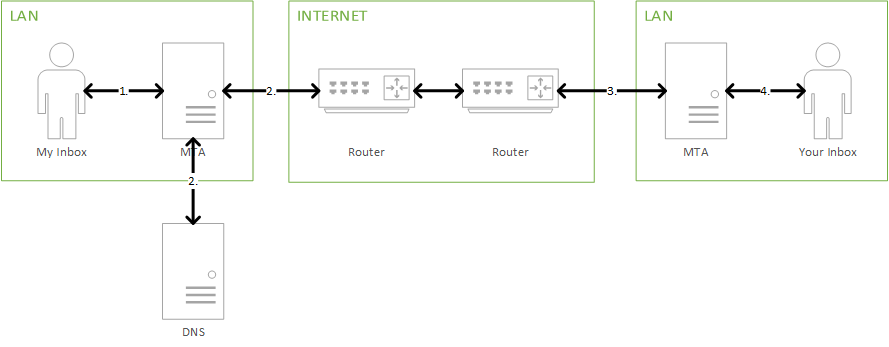 LAN
INTERNET
LAN
1.
2.
3.
4.
My Inbox
MTA
Router
Router
MTA
Your Inbox
2.
DNS